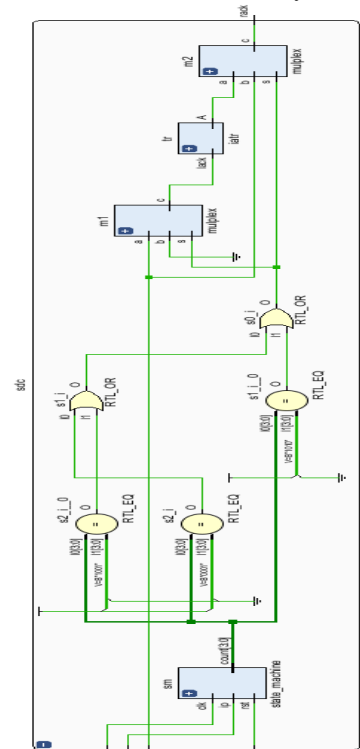 sdc
s2_i__0
I0[3:0]
I1[3:0]
O
RTL_EQ
s1_i
I0
I1
O
RTL_OR
m1
a
b
s
c
mulplex
tr
iack
A
iatr
m2
a
b
s
c
mulplex
rack
sm
clk
ip
rst
count[3:0]
state_machine
s2_i
I0[3:0]
I1[3:0]
O
RTL_EQ
s1_i__0
I0[3:0]
I1[3:0]
O
RTL_EQ
s0_i
I0
I1
O
RTL_OR